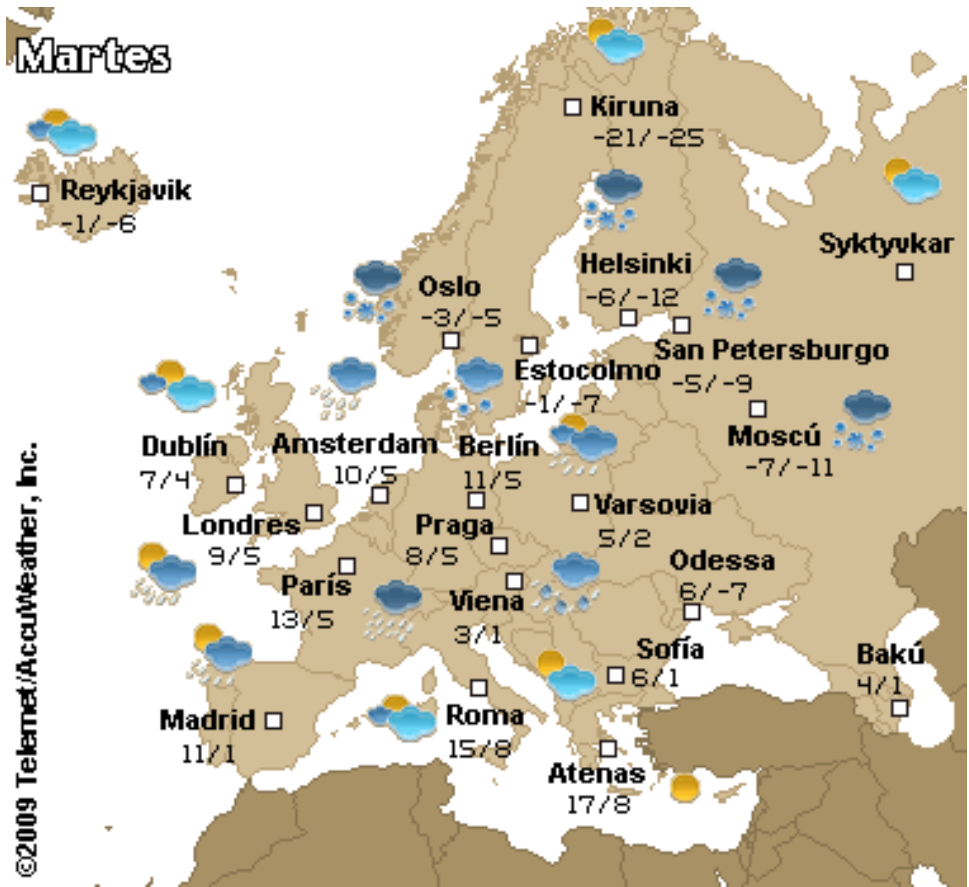 Martes
Kiruna
-21/-25
Reykjavik
-1/-6
Syktyvkar
Helsinki
-6/-12
Oslo
-3/-5
San Petersburgo
-5/-9
Estocolmo
-1/-7
Moscú
-7/-11
Dublín
7/4
Amsterdam
10/5
Berlín
11/5
Londres
9/5
Praga
8/5
Varsovia
5/2
París
13/5
Viena
3/1
Odessa
6/-7
Sofía
6/1
Bakú
4/1
Madrid
11/1
Roma
15/8
Atenas
17/8
©2009 Telemet/AccuWeather, Inc.